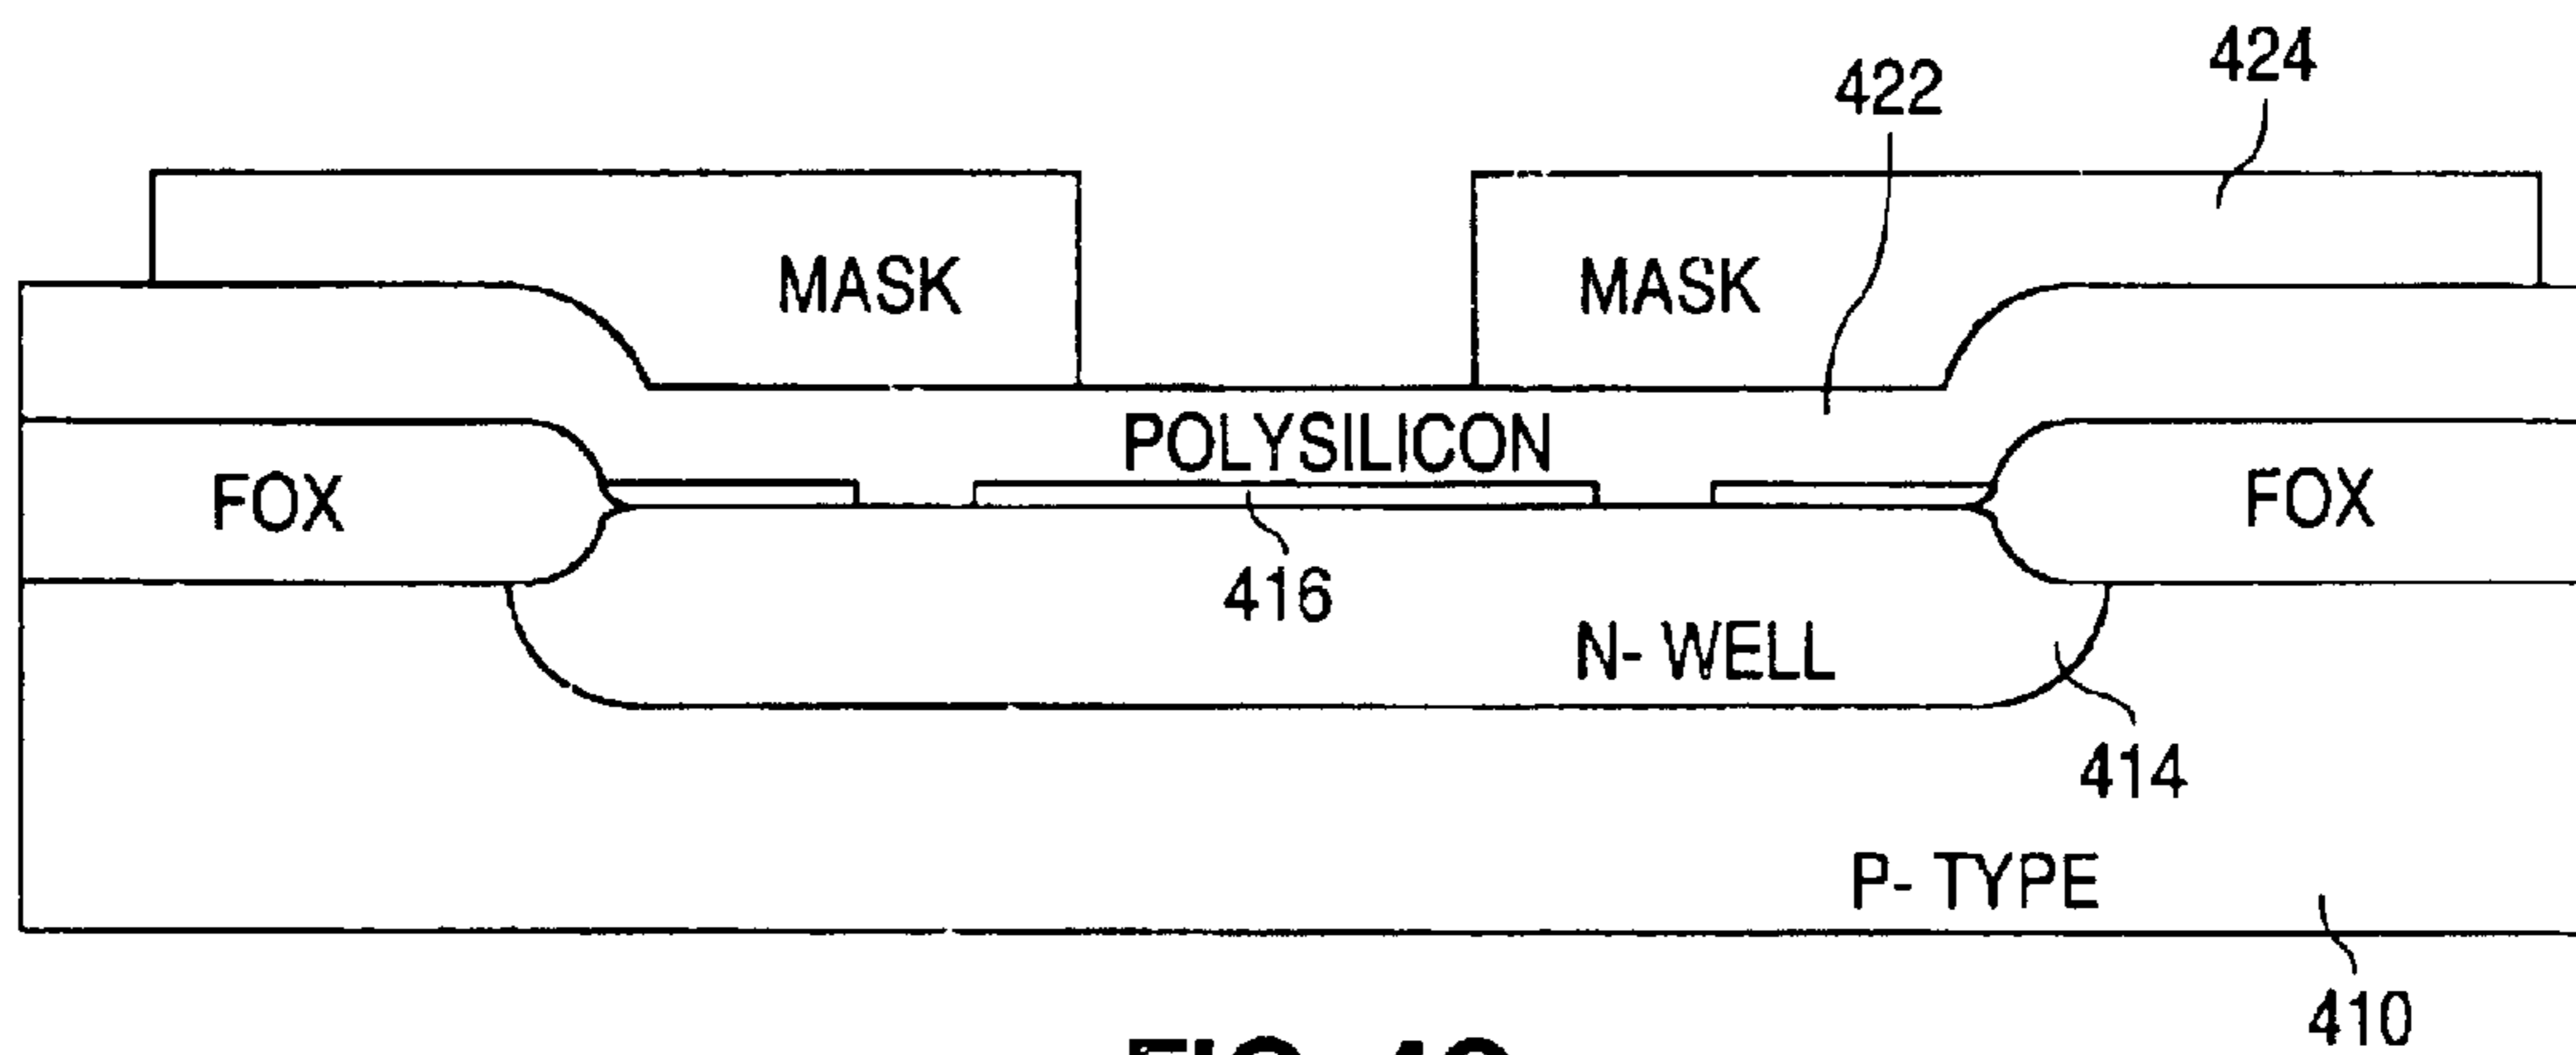 424
422
MASK
MASK
POLYSILICON
FOX
FOX
416
N- WELL
414
P- TYPE
410